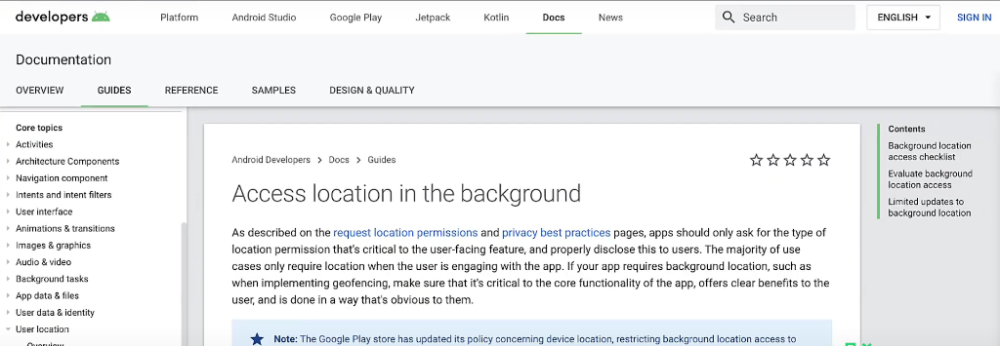 developers
Platform
Android Studio
Google Play
Jetpack
Kotlin
Docs
News
Search
ENGLISH
SIGN IN
Documentation
OVERVIEW
GUIDES
REFERENCE
SAMPLES
DESIGN & QUALITY
Core topics
Activities
Architecture Components
Navigation component
Intents and intent filters
User interface
Animations & transitions
Images & graphics
Audio & video
Background tasks
App data & files
User data & identity
User location
Overview
Android Developers > Docs > Guides
Access location in the background
As described on the request location permissions and privacy best practices pages, apps should only ask for the type of
location permission that's critical to the user-facing feature, and properly disclose this to users. The majority of use
cases only require location when the user is engaging with the app. If your app requires background location, such as
when implementing geofencing, make sure that it's critical to the core functionality of the app, offers clear benefits to the
user, and is done in a way that's obvious to them.
Note: The Google Play store has updated its policy concerning device location, restricting background location access to
Contents
Background location
access checklist
Evaluate background
location access
Limited updates to
background location